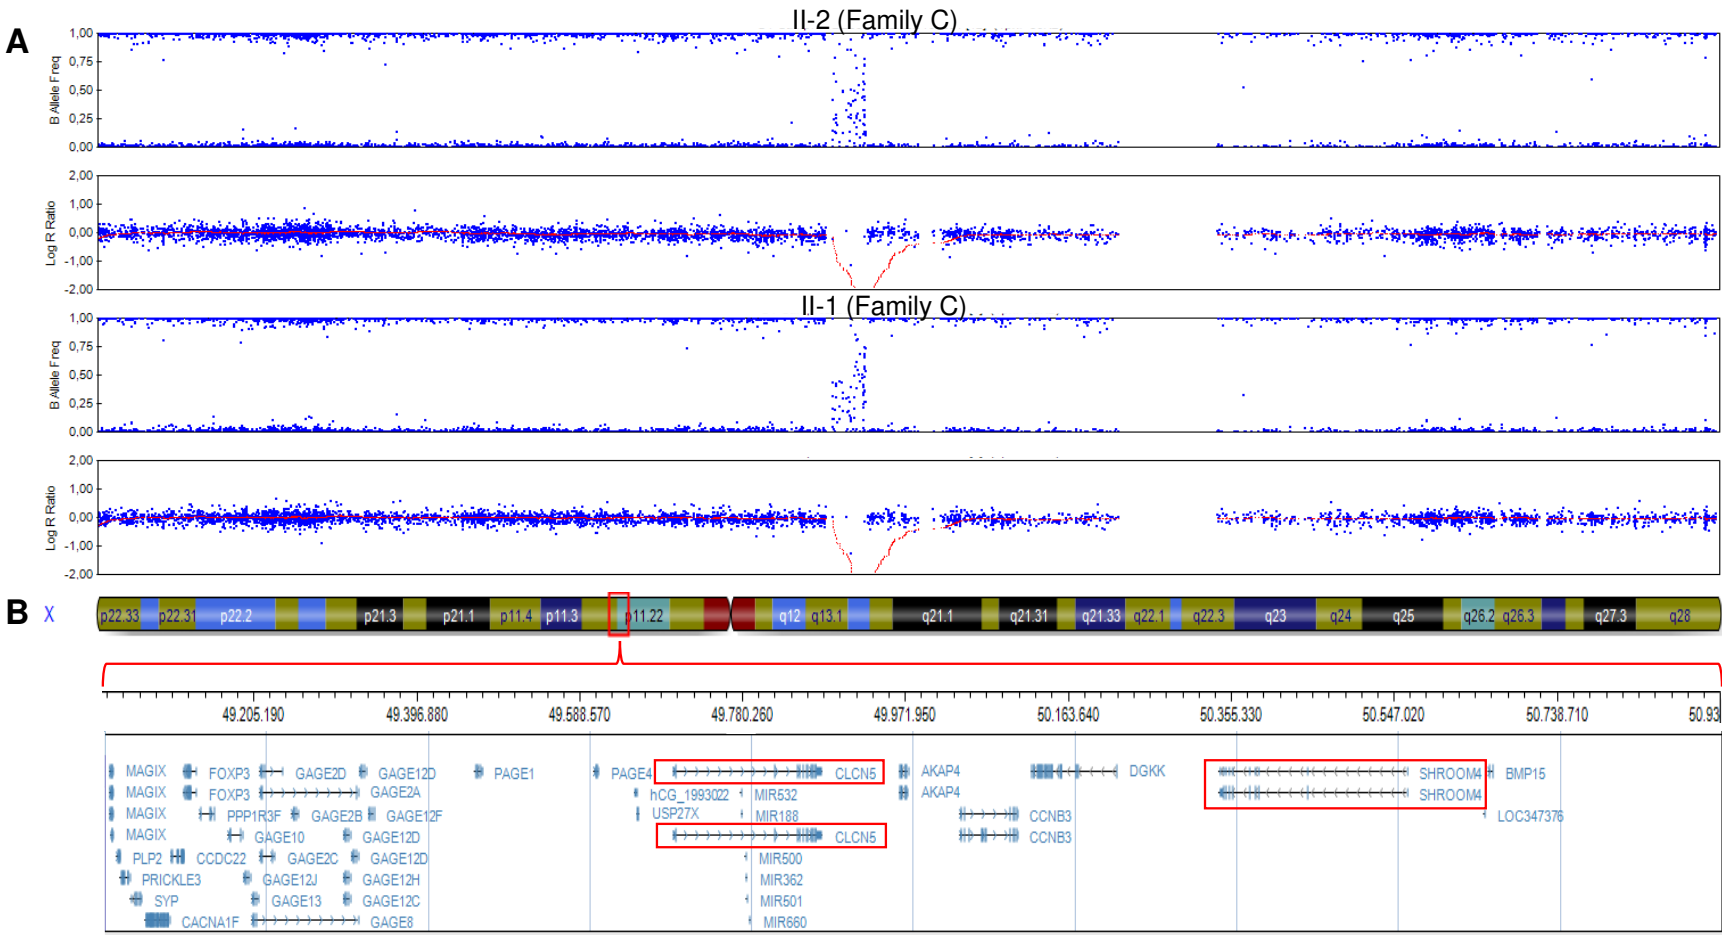 A
II-2 (Family C)
1,00
0,75
0,50
0,25
0,00
B Allele Freq
2,00
1,00
0,00
-1,00
-2,00
Log R Ratio
II-1 (Family C)
1,00
0,75
0,50
0,25
0,00
B Allele Freq
2,00
1,00
0,00
-1,00
-2,00
Log R Ratio
B X p22.33 p22.31 p22.2 p21.3 p21.1 p11.4 p11.3 p11.22 q12 q13.1 q21.1 q21.31 q21.33 q22.1 q22.3 q23 q24 q25 q26.2 q26.3 q27.3 q28
49.205.190 49.396.880 49.588.570 49.780.260 49.971.950 50.163.640 50.355.330 50.547.020 50.738.710 50.93
MAGIX FOXP3 GAGE2D GAGE12D PAGE1 PAGE4 CLCN5 AKAP4 DGKK SHROOM4 BMP15
MAGIX FOXP3 GAGE2A hCG_1993022 MIR532 AKAP4 SHROOM4
MAGIX PPP1R3F GAGE2B GAGE12F USP27X MIR188 CCNB3 LOC347376
MAGIX GAGE10 GAGE12D CLCN5 CCNB3
PLP2 CCDC22 GAGE2C GAGE12D MIR500
PRICKLE3 GAGE12J GAGE12H MIR362
SYP GAGE13 GAGE12C MIR501
CACNA1F GAGE8 MIR660